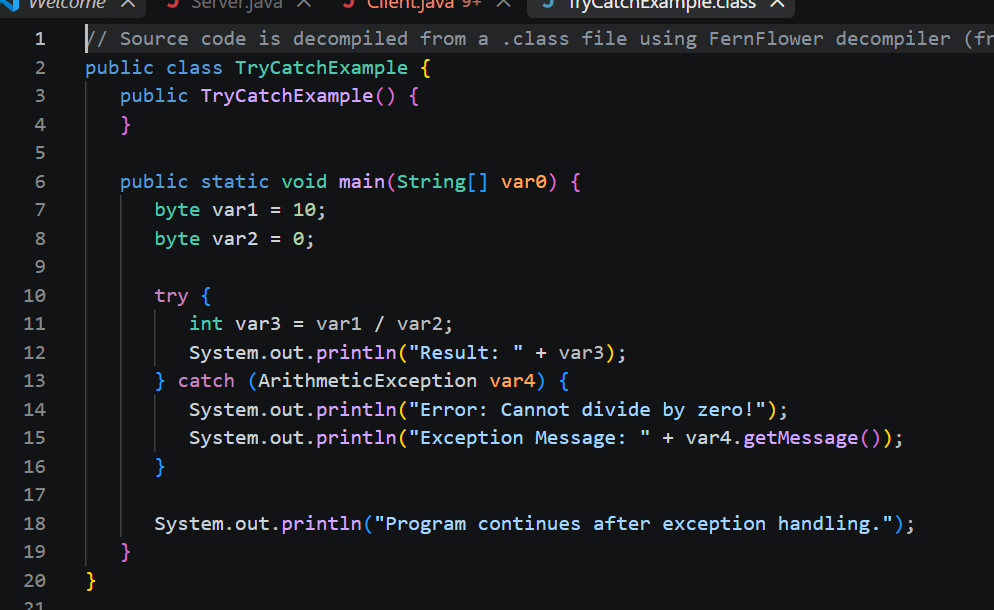 Welcome Server.java Client.java 9+ TryCatchExample.class
1 // Source code is decompiled from a .class file using FernFlower decompiler (fr
2 public class TryCatchExample {
3 public TryCatchExample() {
4 }
5
6 public static void main(String[] var0) {
7 byte var1 = 10;
8 byte var2 = 0;
9
10 try {
11 int var3 = var1 / var2;
12 System.out.println("Result: " + var3);
13 } catch (ArithmeticException var4) {
14 System.out.println("Error: Cannot divide by zero!");
15 System.out.println("Exception Message: " + var4.getMessage());
16 }
17
18 System.out.println("Program continues after exception handling.");
19 }
20 }
21